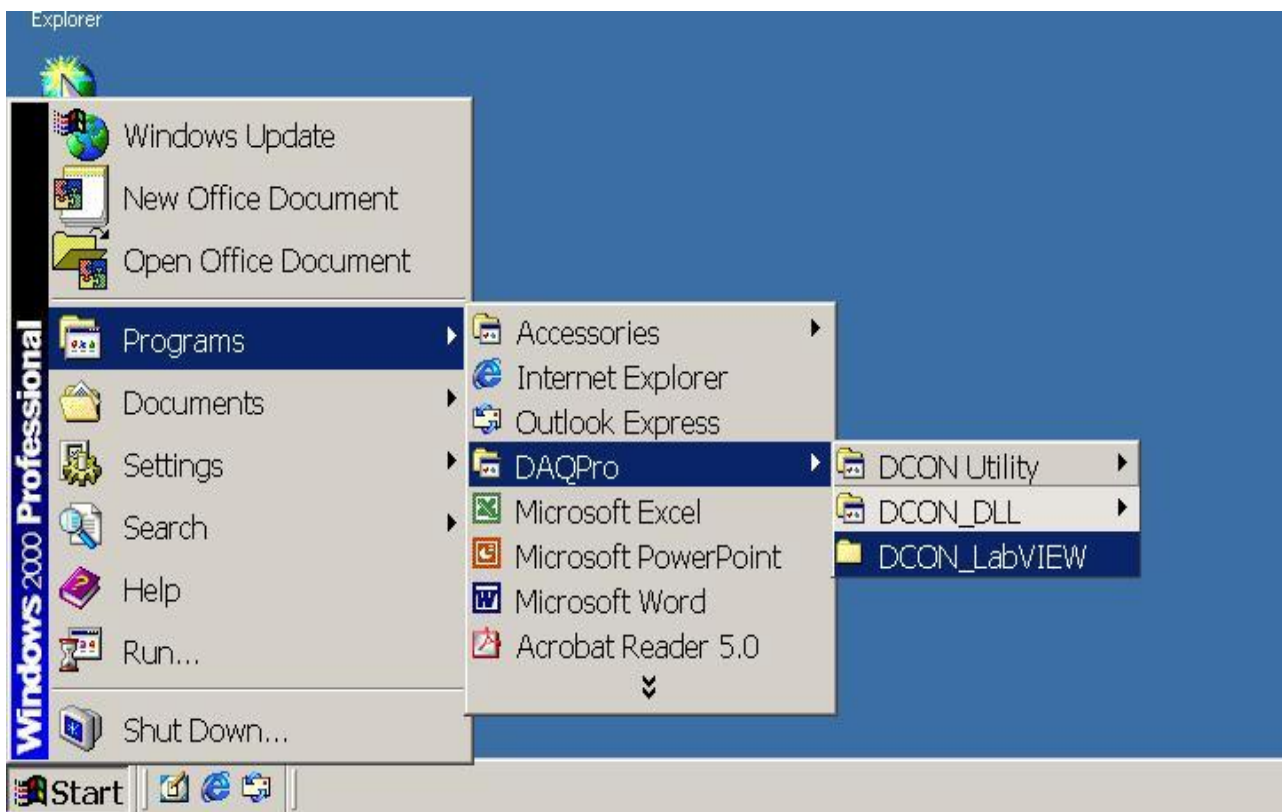 Explorer
Windows Update
New Office Document
Open Office Document
Programs
Documents
Settings
Search
Help
Run...
Shut Down...
Windows 2000 Professional
Accessories
Internet Explorer
Outlook Express
DAQPro
Microsoft Excel
Microsoft PowerPoint
Microsoft Word
Acrobat Reader 5.0
DCON Utility
DCON_DLL
DCON_LabVIEW
Start